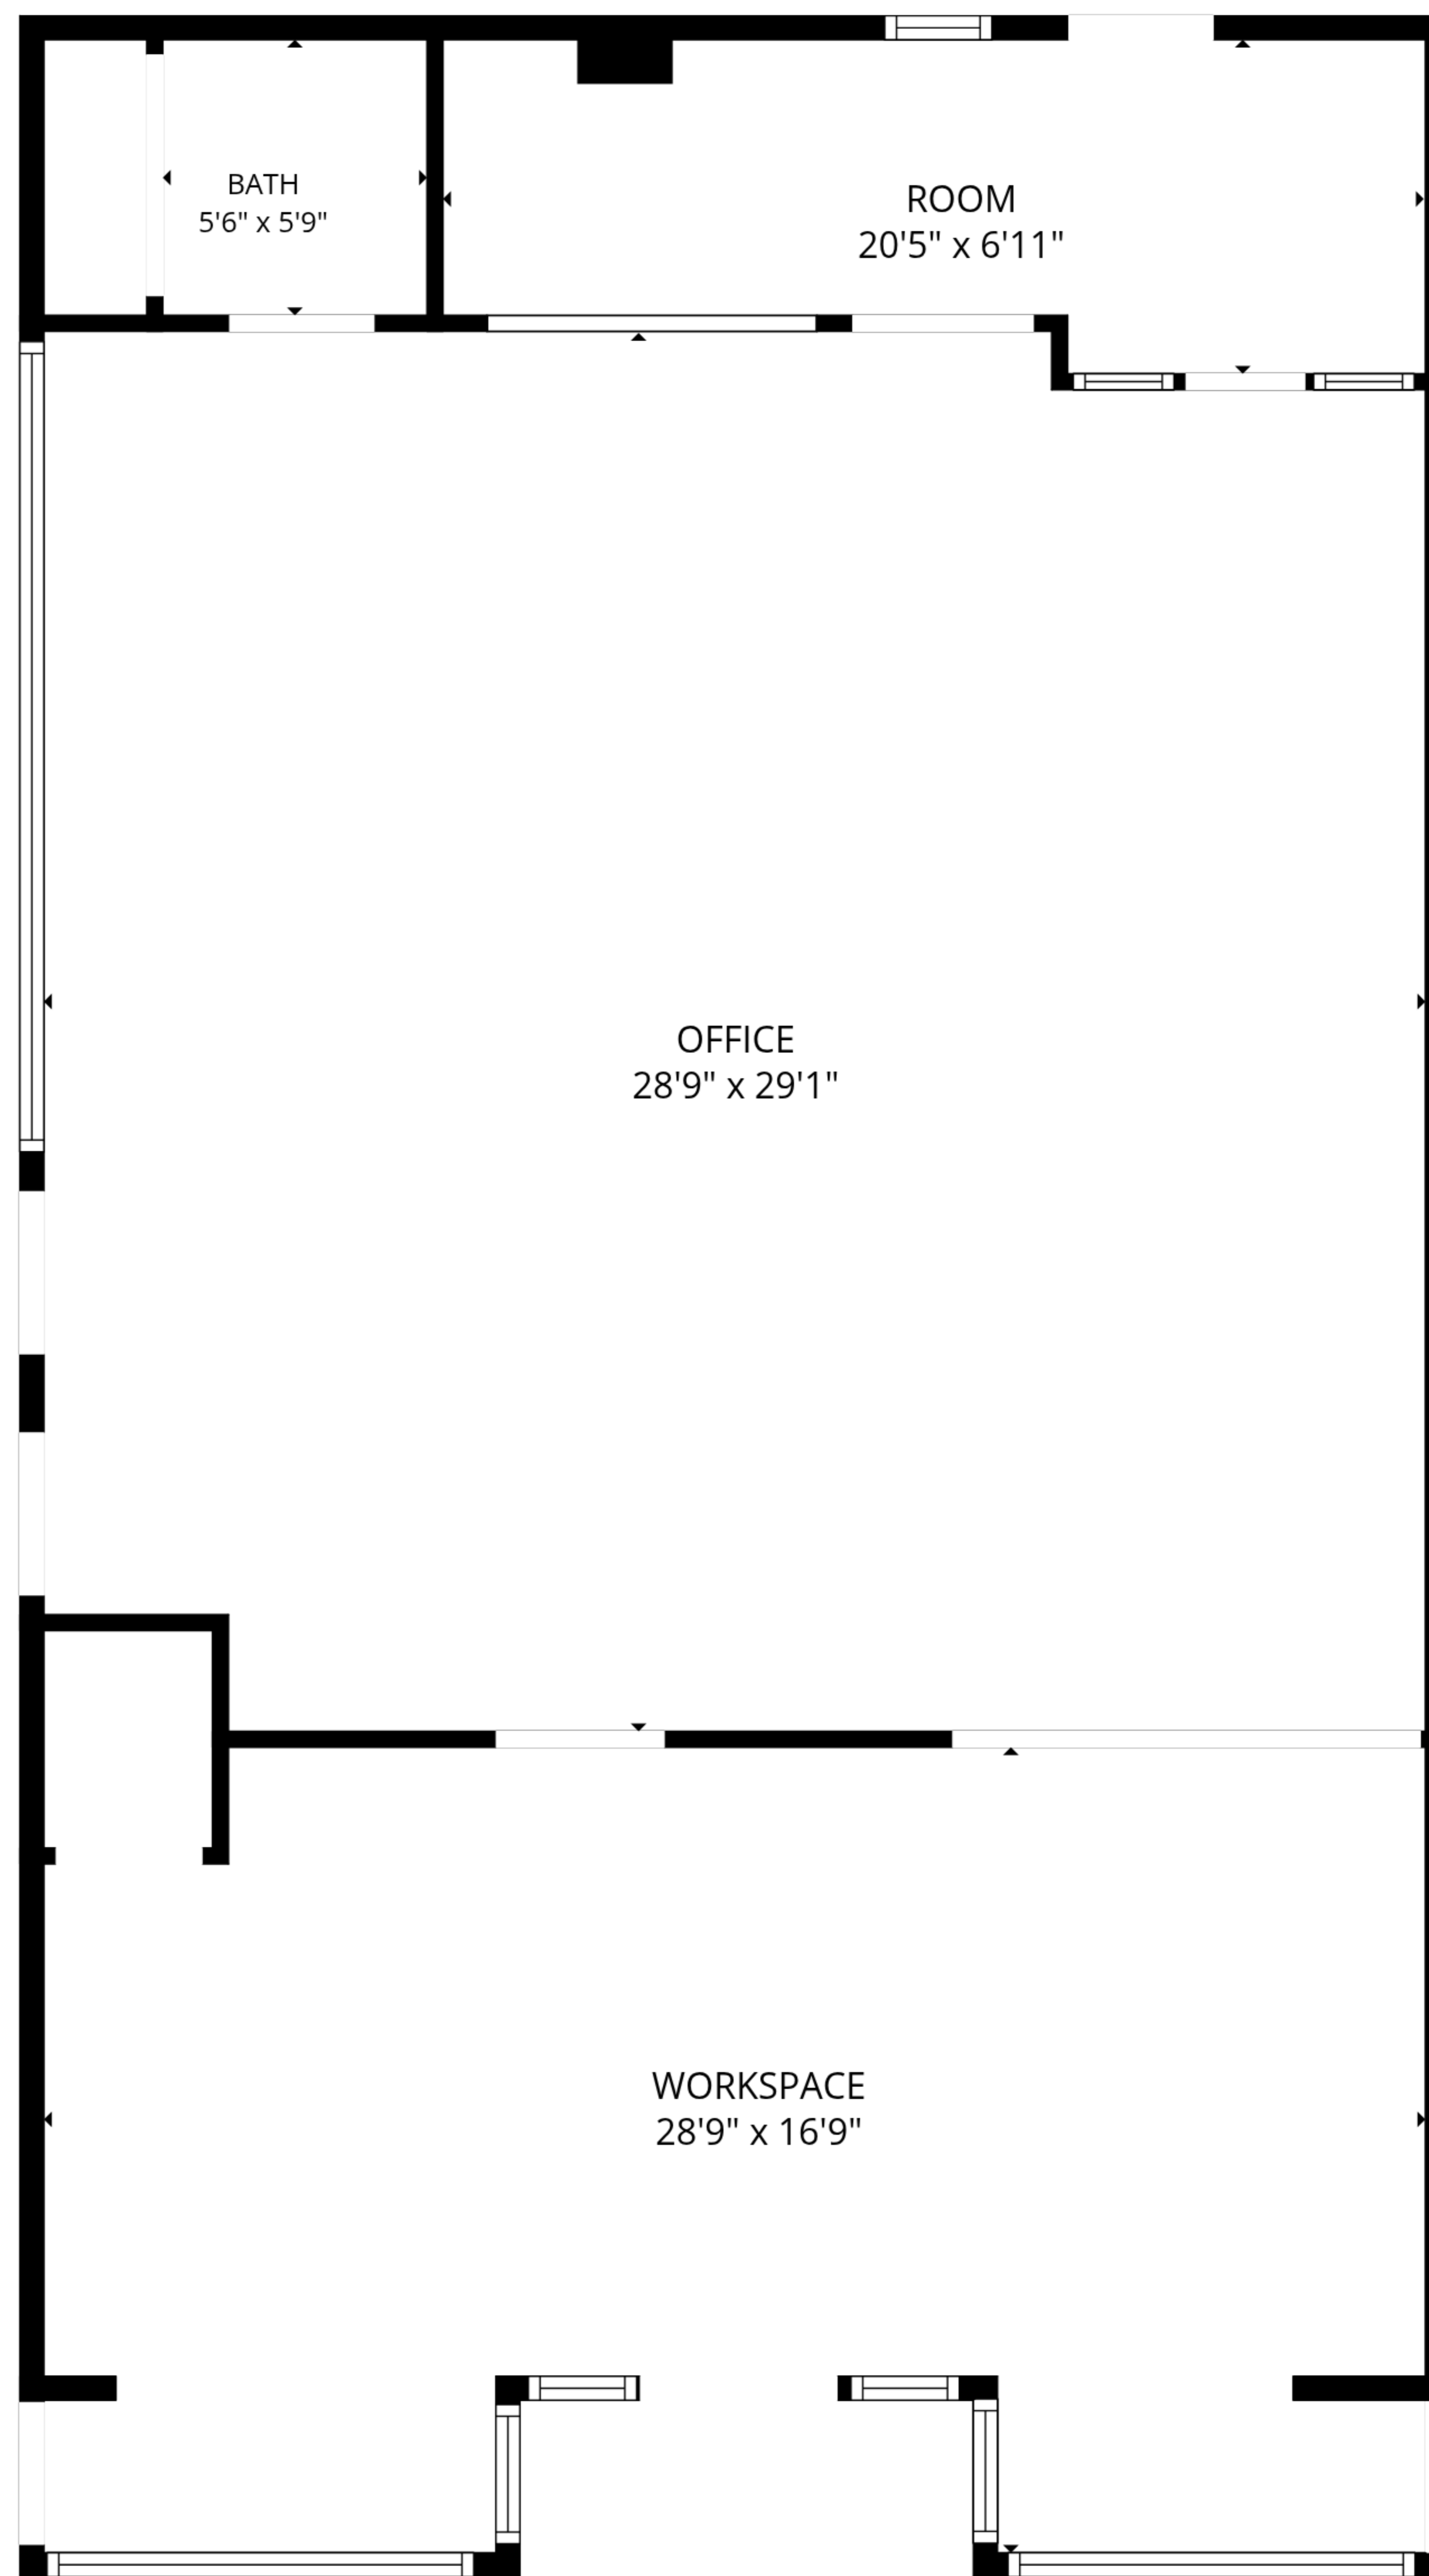 BATH
5'6" x 5'9"
ROOM
20'5" x 6'11"
OFFICE
28'9" x 29'1"
WORKSPACE
28'9" x 16'9"